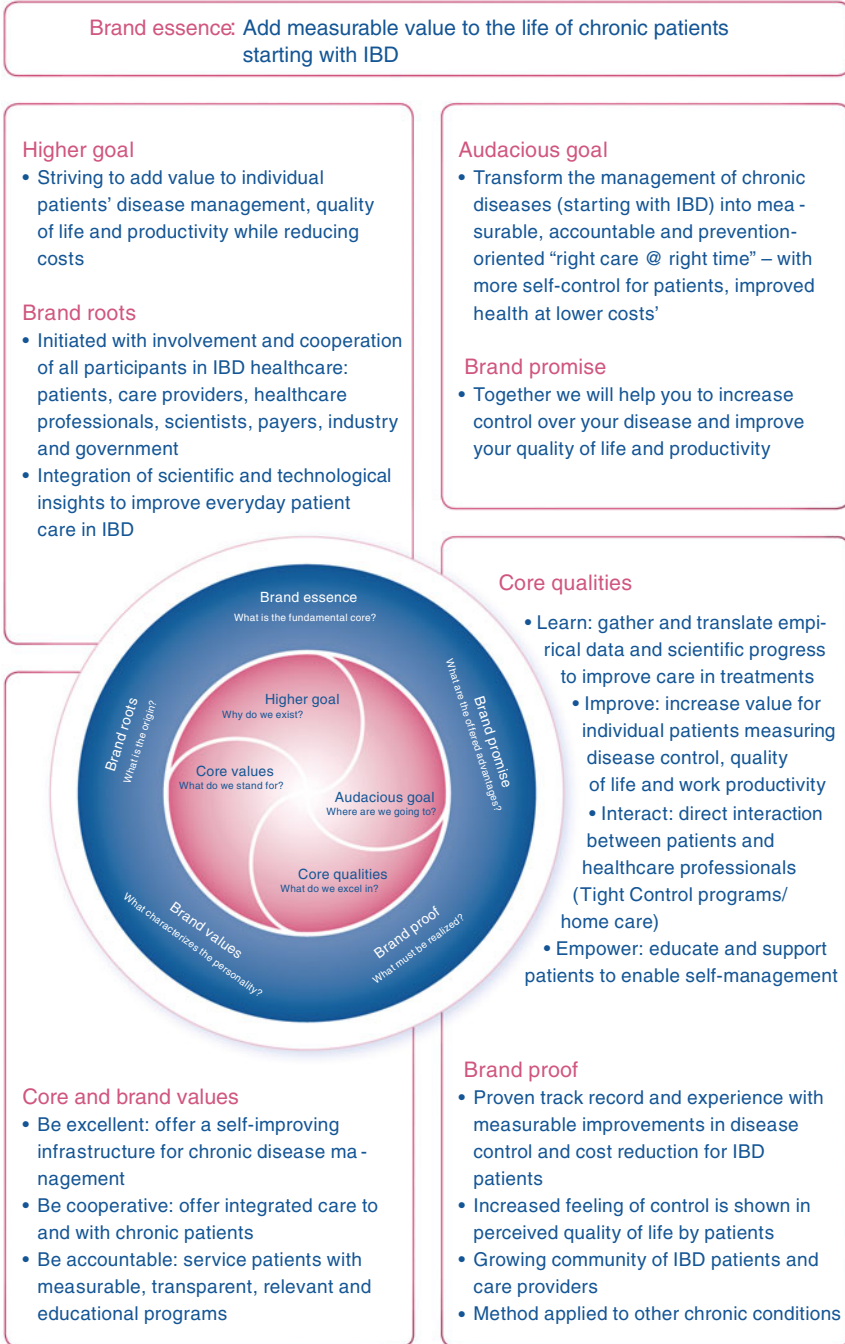 Brand essence: Add measurable value to the life of chronic patients
starting with IBD
Higher goal
• Striving to add value to individual
patients’ disease management, quality
of life and productivity while reducing
costs
Brand roots
• Initiated with involvement and cooperation
of all participants in IBD healthcare:
patients, care providers, healthcare
professionals, scientists, payers, industry
and government
• Integration of scientific and technological
insights to improve everyday patient
care in IBD
Audacious goal
• Transform the management of chronic
diseases (starting with IBD) into mea -
surable, accountable and prevention-
oriented “right care @ right time” – with
more self-control for patients, improved
health at lower costs’
Brand promise
• Together we will help you to increase
control over your disease and improve
your quality of life and productivity
Brand essence
What is the fundamental core?
Brand roots
What is the origin?
Brand promise
What are the offered advantages?
Higher goal
Why do we exist?
Core values
What do we stand for?
Audacious goal
Where are we going to?
Core qualities
What do we excel in?
Brand values
What characterizes the personality?
Brand proof
What must be realized?
Core qualities
• Learn: gather and translate empi-
rical data and scientific progress
to improve care in treatments
• Improve: increase value for
individual patients measuring
disease control, quality
of life and work productivity
• Interact: direct interaction
between patients and
healthcare professionals
(Tight Control programs/
home care)
• Empower: educate and support
patients to enable self-management
Core and brand values
• Be excellent: offer a self-improving
infrastructure for chronic disease ma -
nagement
• Be cooperative: offer integrated care to
and with chronic patients
• Be accountable: service patients with
measurable, transparent, relevant and
educational programs
Brand proof
• Proven track record and experience with
measurable improvements in disease
control and cost reduction for IBD
patients
• Increased feeling of control is shown in
perceived quality of life by patients
• Growing community of IBD patients and
care providers
• Method applied to other chronic conditions